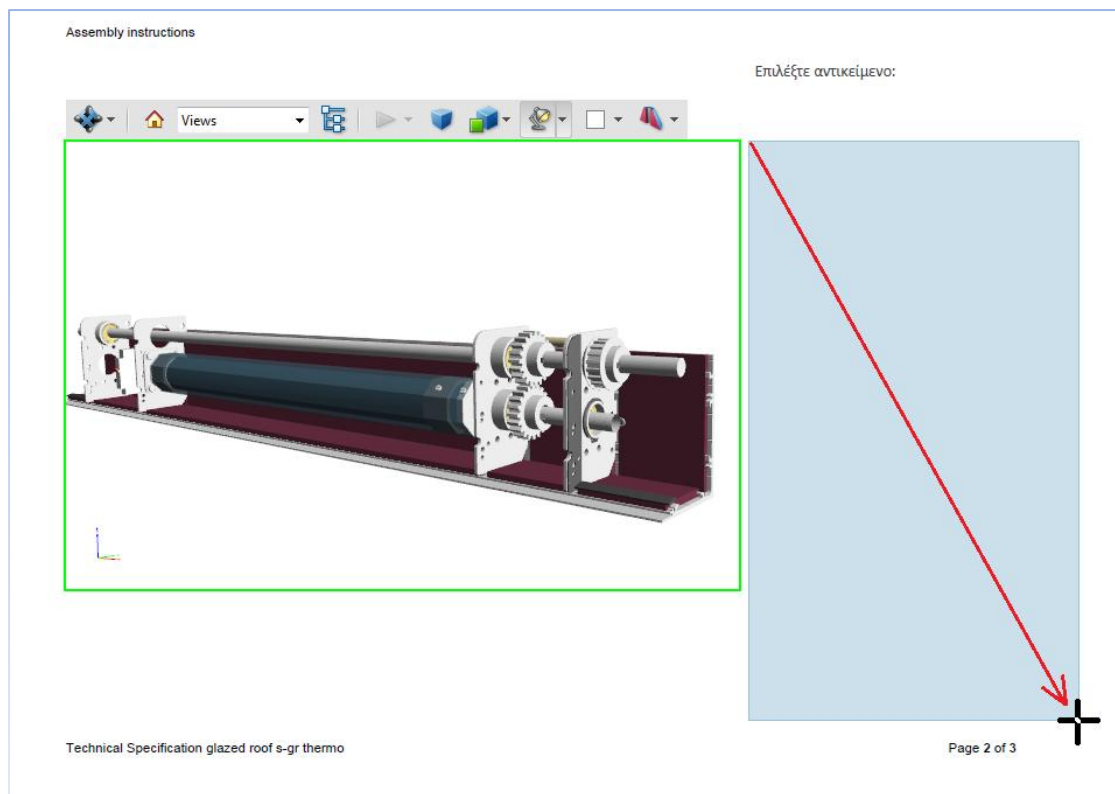 Assembly instructions
Επιλέξτε αντικείμενο:
Views
Technical Specification glazed roof s-gr thermo
Page 2 of 3